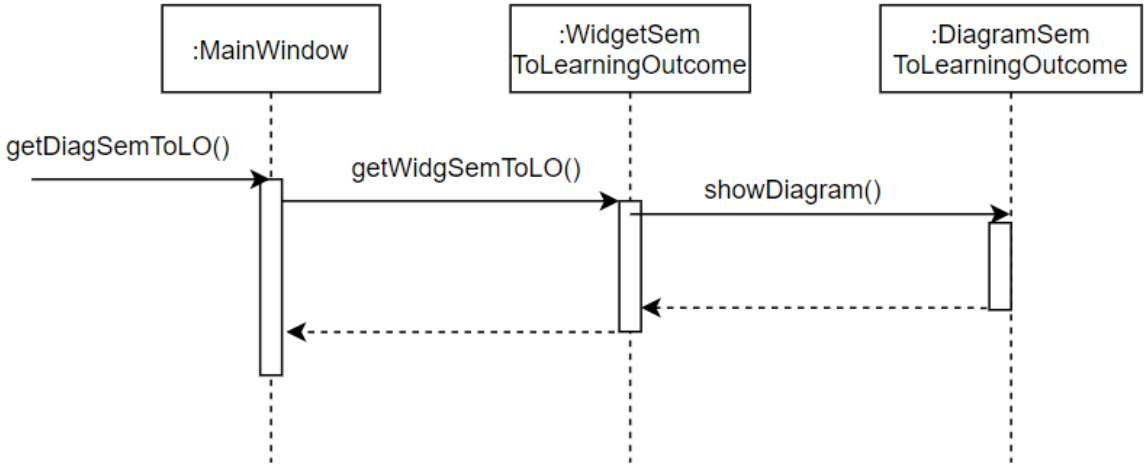 :MainWindow
:WidgetSem
ToLearningOutcome
:DiagramSem
ToLearningOutcome
getDiagSemToLO()
getWidgSemToLO()
showDiagram()